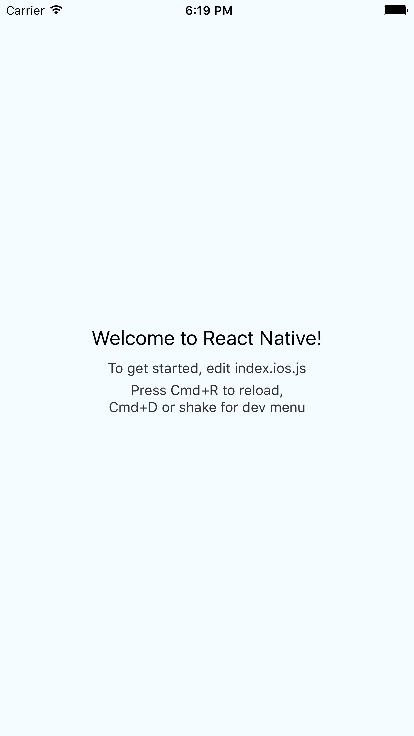 Carrier 6:19 PM
Welcome to React Native!
To get started, edit index.ios.js
Press Cmd+R to reload,
Cmd+D or shake for dev menu